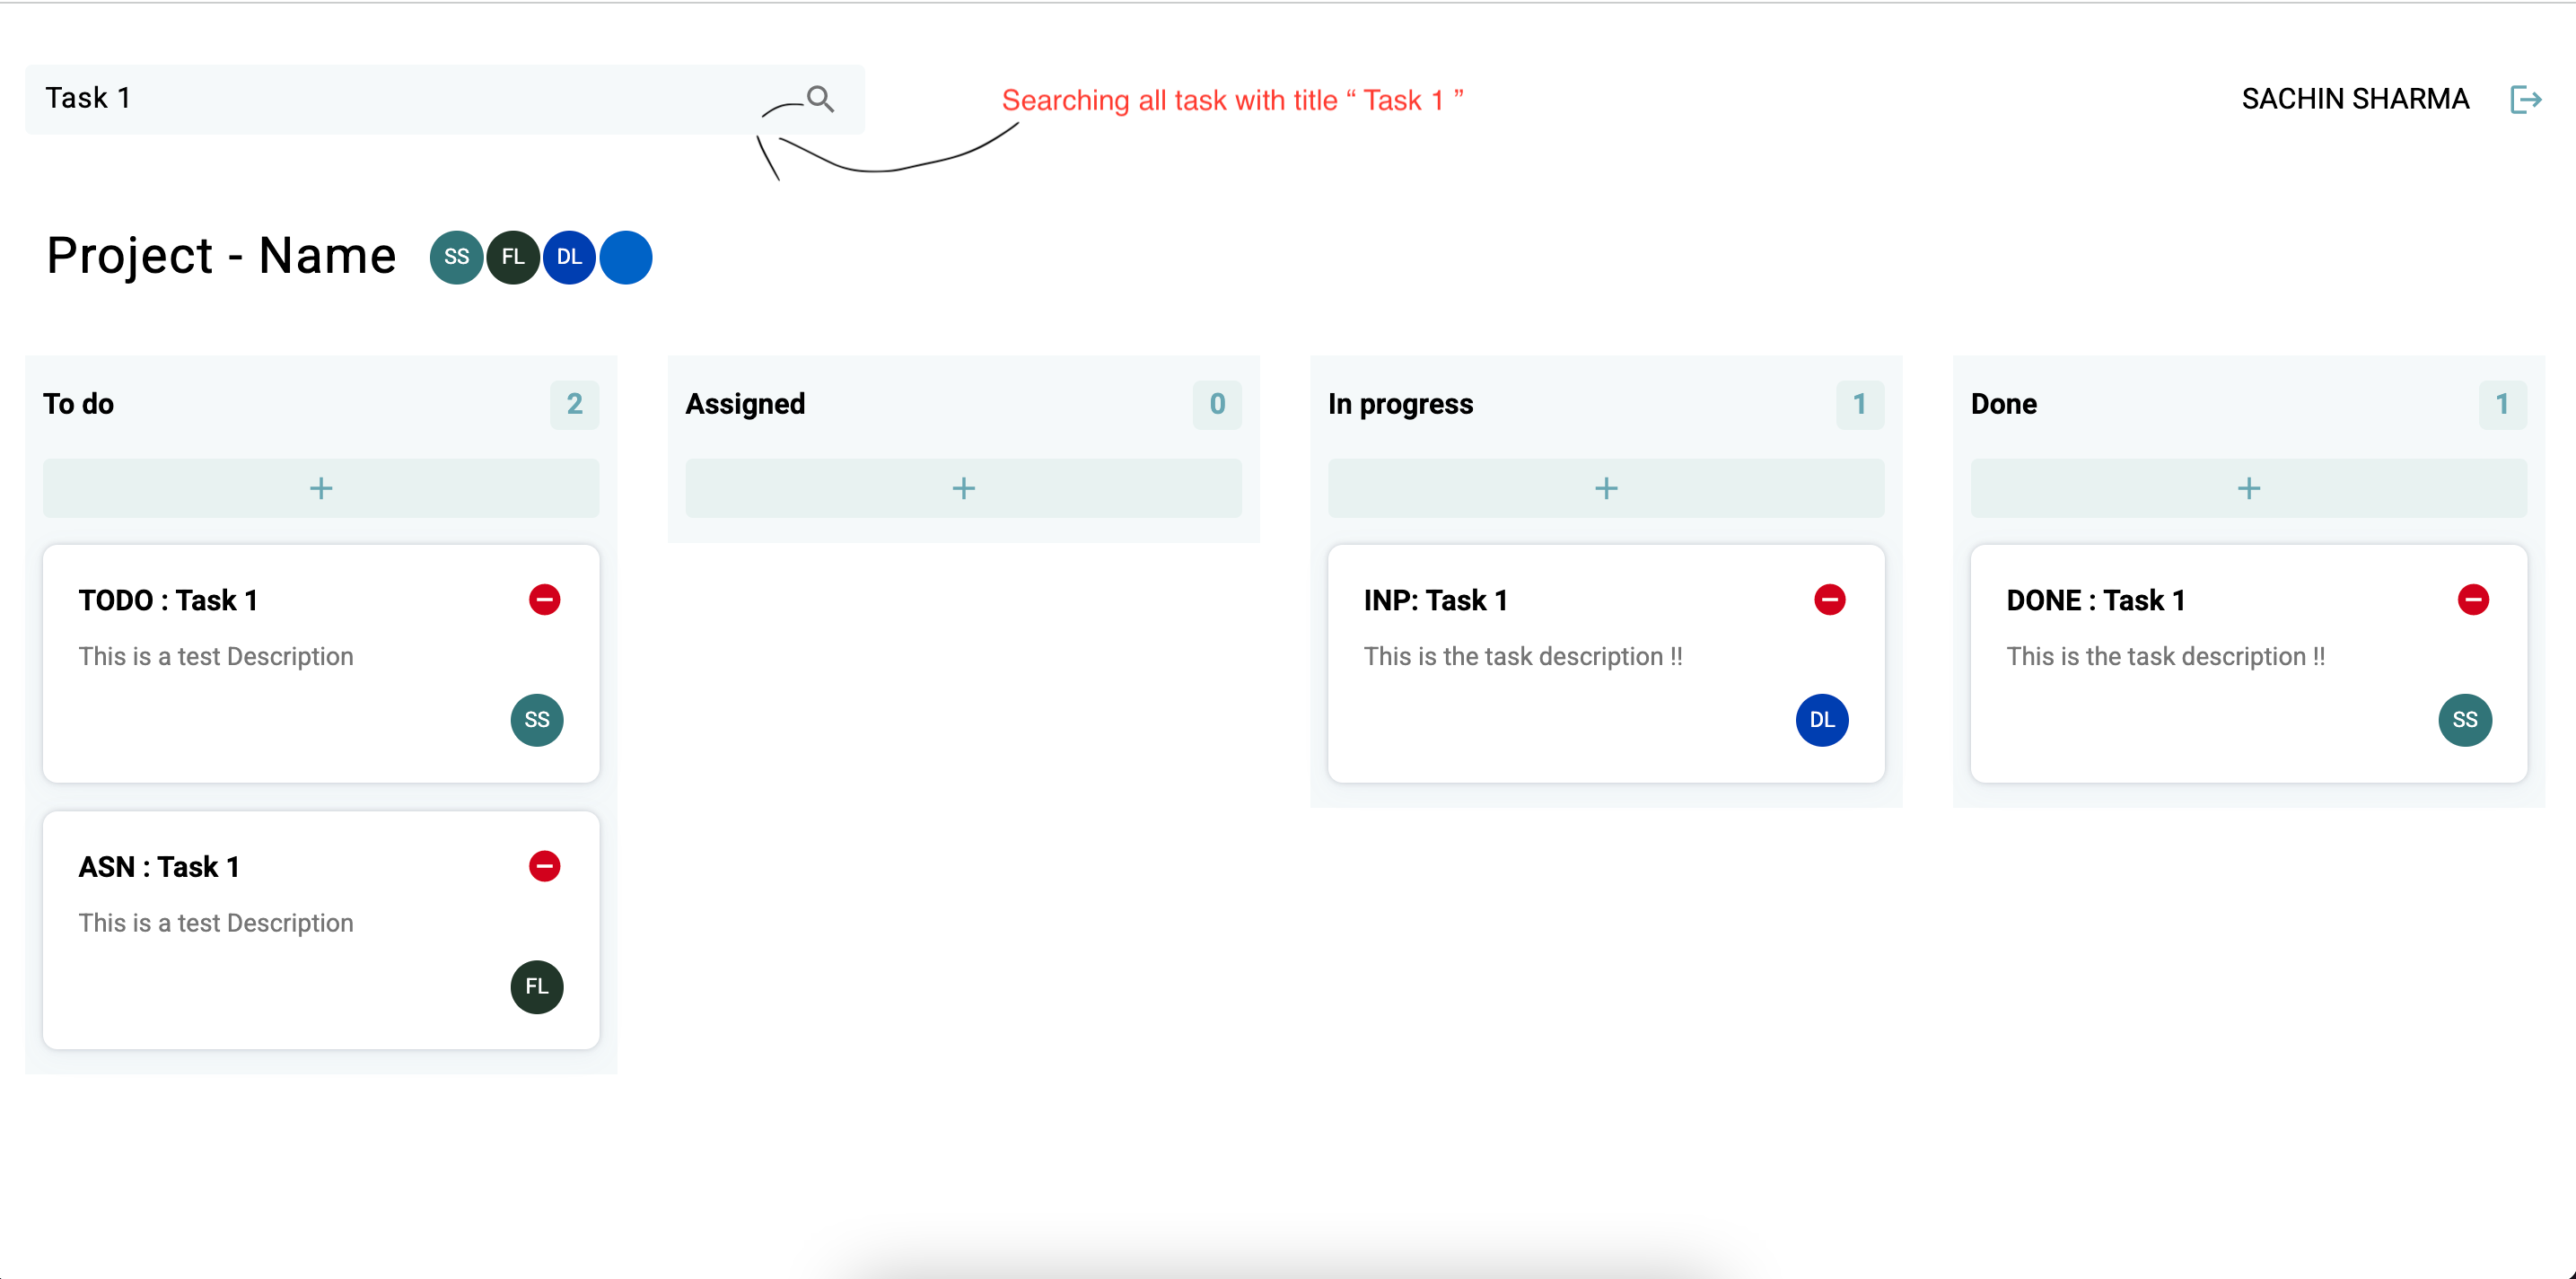 Task 1
Searching all task with title “ Task 1 ”
SACHIN SHARMA
Project - Name SS FL DL
To do 2
+
TODO : Task 1
This is a test Description
SS
ASN : Task 1
This is a test Description
FL
Assigned 0
+
In progress 1
+
INP: Task 1
This is the task description !!
DL
Done 1
+
DONE : Task 1
This is the task description !!
SS